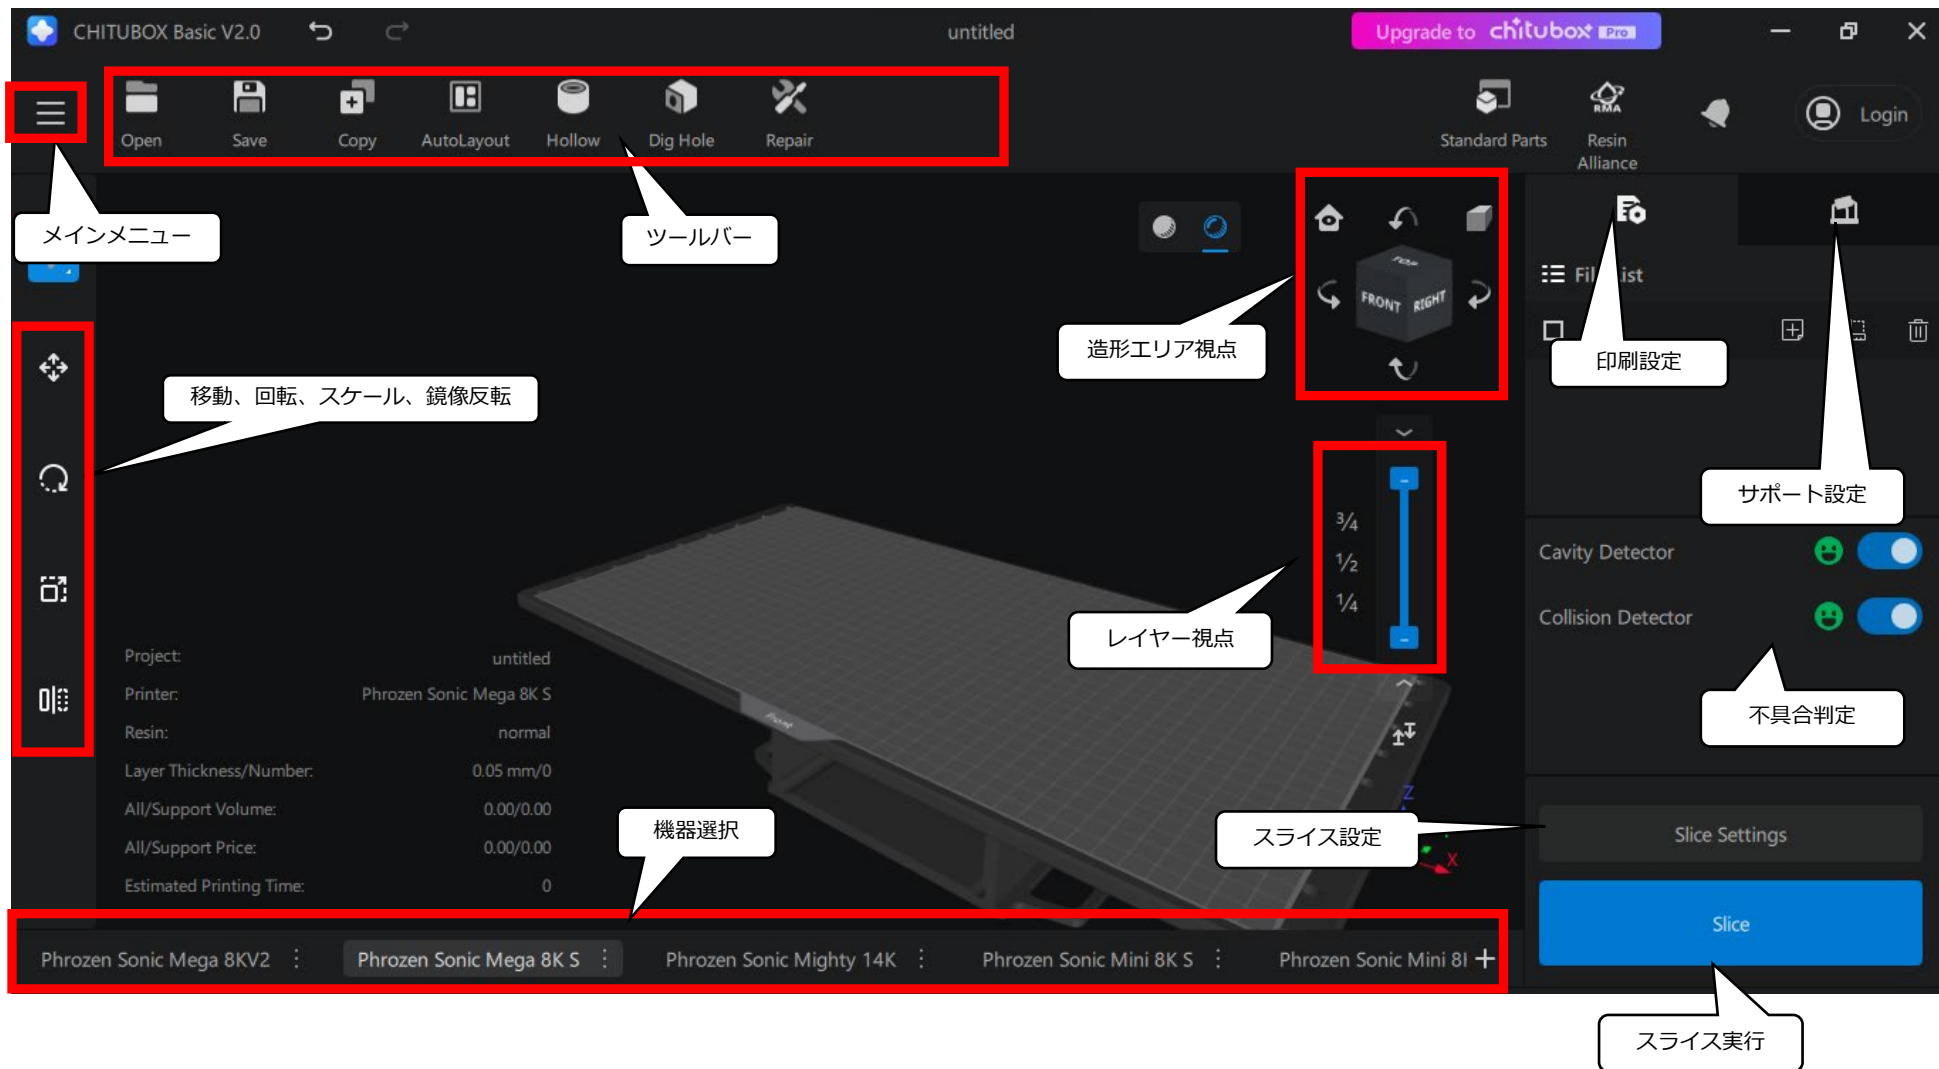 CHITUBOX Basic V2.0
untitled
Upgrade to chitubox Pro
Open
Save
Copy
AutoLayout
Hollow
Dig Hole
Repair
Standard Parts
RMA
Resin
Alliance
Login
メインメニュー
ツールバー
TOP
FRONT
RIGHT
造形エリア視点
印刷設定
移動、回転、スケール、鏡像反転
サポート設定
3/4
1/2
1/4
レイヤー視点
Cavity Detector
Collision Detector
不具合判定
Project:
untitled
Printer:
Phrozen Sonic Mega 8K S
Resin:
normal
Layer Thickness/Number:
0.05 mm/0
All/Support Volume:
0.00/0.00
All/Support Price:
0.00/0.00
Estimated Printing Time:
0
Front
Z
X
機器選択
スライス設定
Slice Settings
Slice
Phrozen Sonic Mega 8KV2
Phrozen Sonic Mega 8K S
Phrozen Sonic Mighty 14K
Phrozen Sonic Mini 8K S
Phrozen Sonic Mini
スライス実行